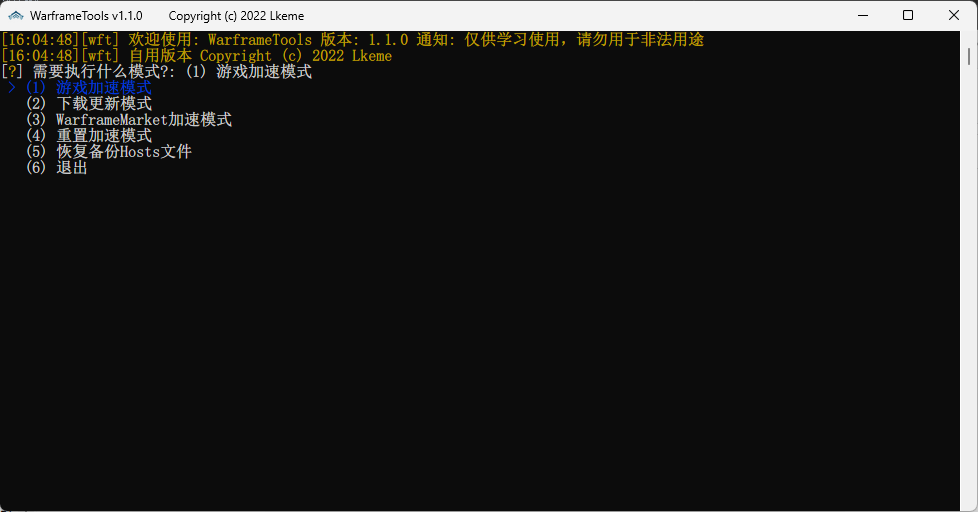 WarframeTools v1.1.0 Copyright (c) 2022 Lkeme
[16:04:48][wft] 欢迎使用: WarframeTools 版本: 1.1.0 通知: 仅供学习使用，请勿用于非法用途
[16:04:48][wft] 自用版本 Copyright (c) 2022 Lkeme
[?] 需要执行什么模式?: (1) 游戏加速模式
> (1) 游戏加速模式
(2) 下载更新模式
(3) WarframeMarket加速模式
(4) 重置加速模式
(5) 恢复备份Hosts文件
(6) 退出